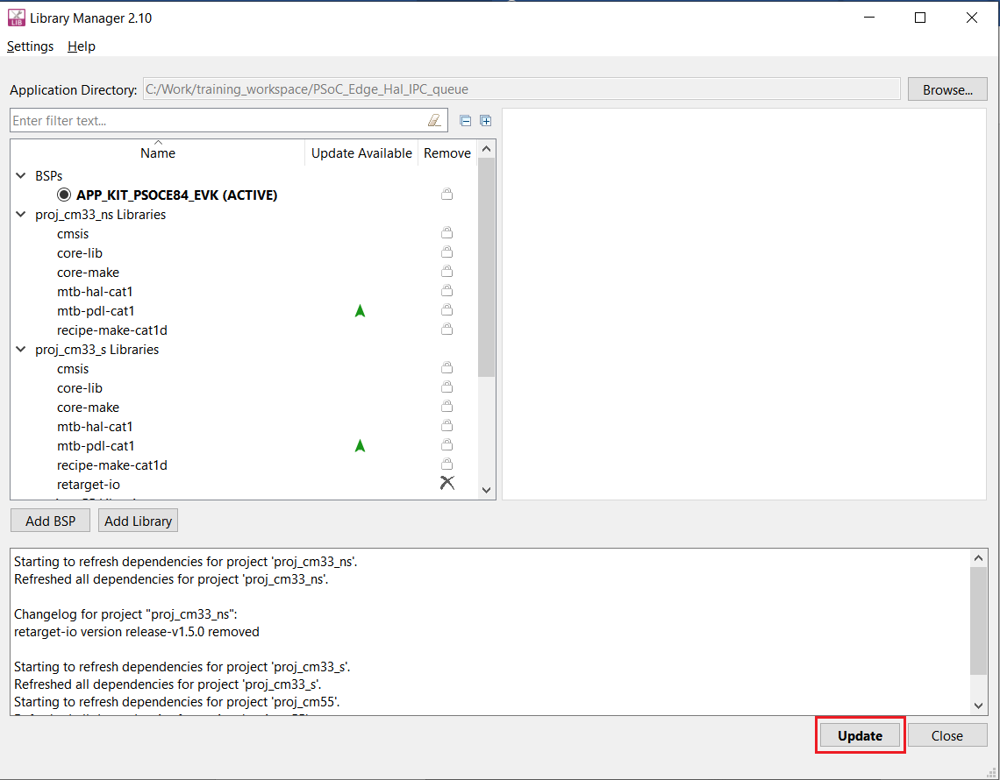 Library Manager 2.10
Settings Help
Application Directory: C:/Work/training_workspace/PSoC_Edge_Hal_IPC_queue Browse...
Enter filter text...
Name Update Available Remove
BSPs
APP_KIT_PSOCE84_EVK (ACTIVE)
proj_cm33_ns Libraries
cmsis
core-lib
core-make
mtb-hal-cat1
mtb-pdl-cat1
recipe-make-cat1d
proj_cm33_s Libraries
cmsis
core-lib
core-make
mtb-hal-cat1
mtb-pdl-cat1
recipe-make-cat1d
retarget-io
Add BSP Add Library
Starting to refresh dependencies for project 'proj_cm33_ns'.
Refreshed all dependencies for project 'proj_cm33_ns'.
Changelog for project "proj_cm33_ns":
retarget-io version release-v1.5.0 removed
Starting to refresh dependencies for project 'proj_cm33_s'.
Refreshed all dependencies for project 'proj_cm33_s'.
Starting to refresh dependencies for project 'proj_cm55'.
Update Close